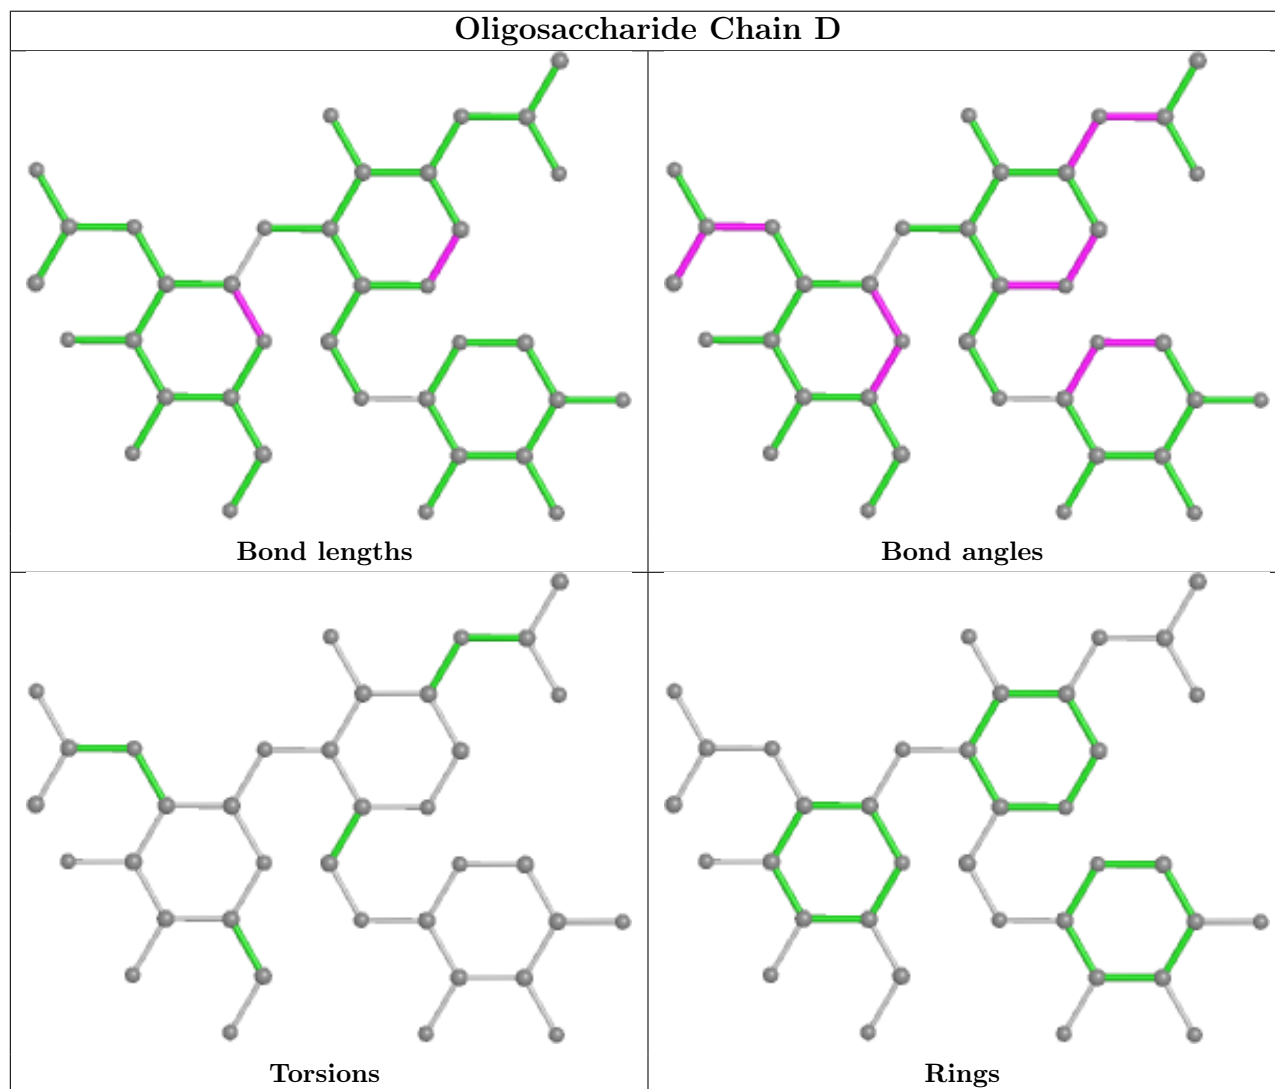 Oligosaccharide Chain D
Bond lengths
Bond angles
Torsions
Rings